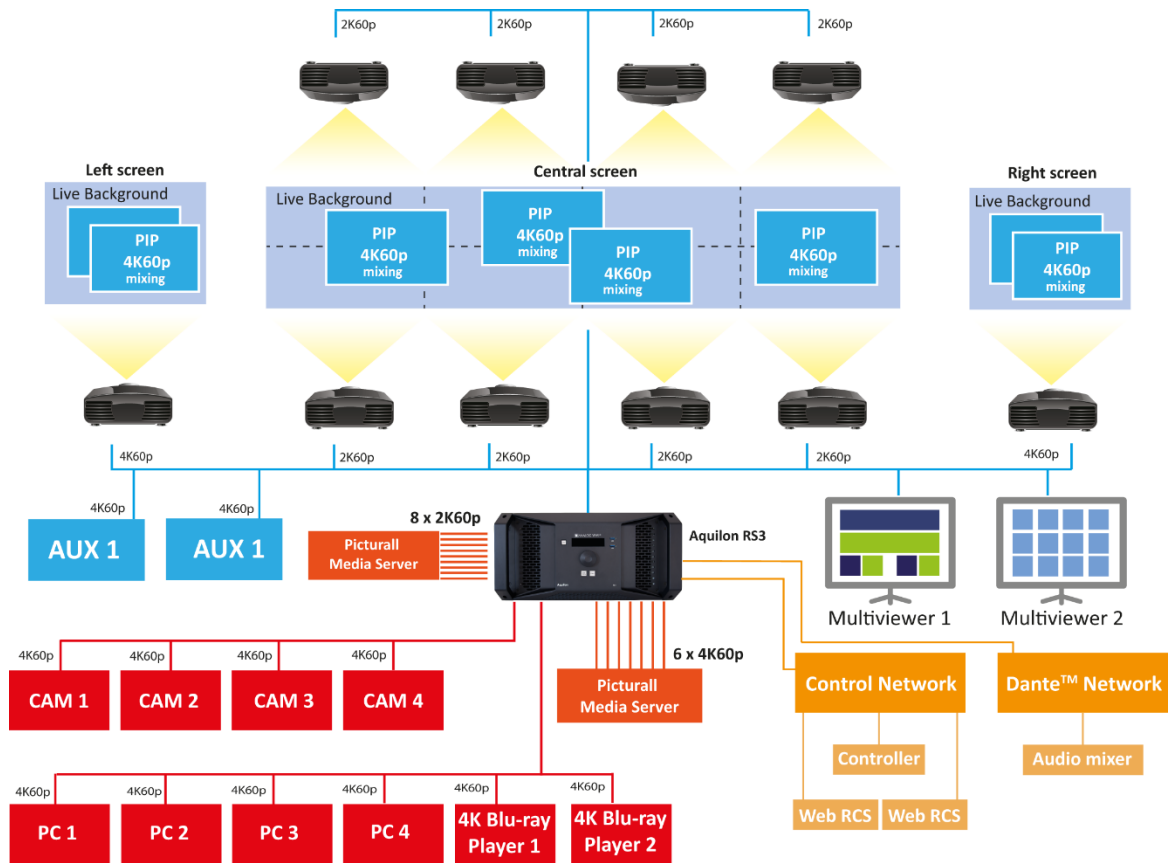 2K60p
2K60p
2K60p
2K60p
Left screen
Central screen
Right screen
Live Background
PIP
4K60p
mixing
Live Background
PIP
4K60p
mixing
PIP
4K60p
mixing
PIP
4K60p
mixing
PIP
4K60p
mixing
Live Background
PIP
4K60p
mixing
4K60p
2K60p
2K60p
2K60p
2K60p
4K60p
4K60p
4K60p
AUX 1
AUX 1
8 x 2K60p
Picturall
Media Server
Aquilon RS3
Multiviewer 1
Multiviewer 2
4K60p
4K60p
4K60p
4K60p
CAM 1
CAM 2
CAM 3
CAM 4
6 x 4K60p
Picturall
Media Server
Control Network
Dante™ Network
Controller
Audio mixer
Web RCS
Web RCS
4K60p
4K60p
4K60p
4K60p
4K60p
4K60p
PC 1
PC 2
PC 3
PC 4
4K Blu-ray
Player 1
4K Blu-ray
Player 2